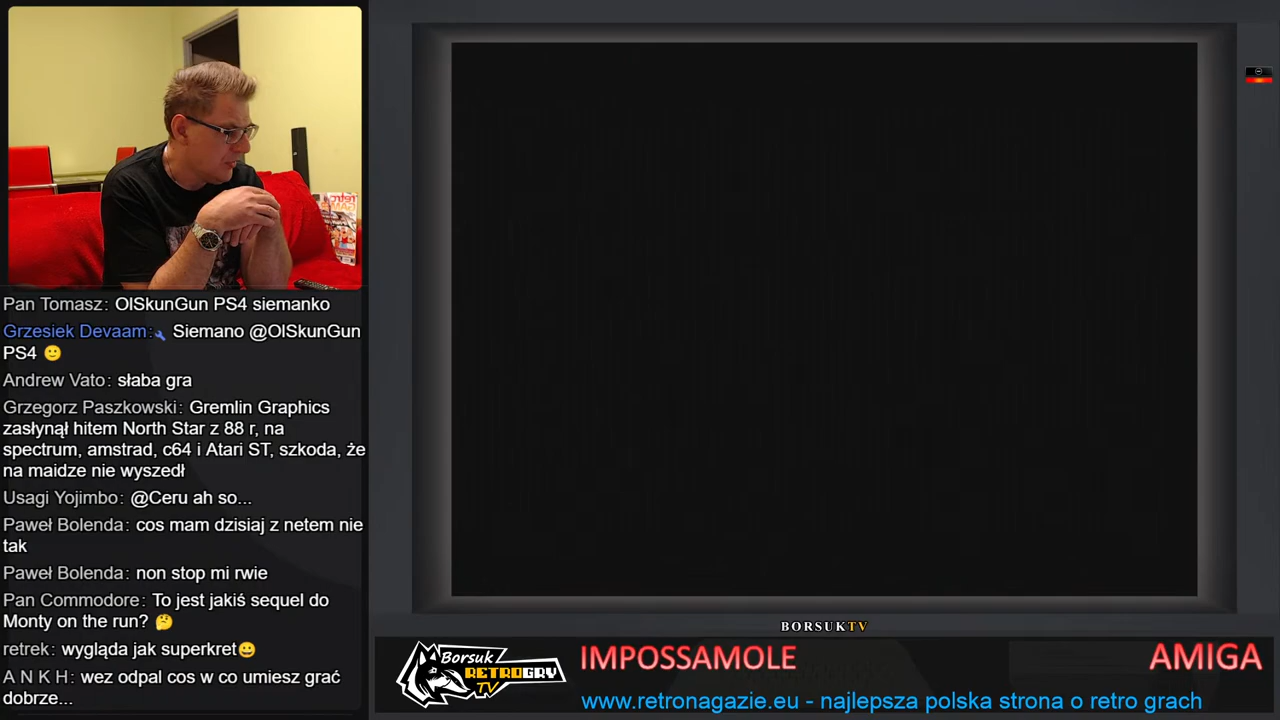 Pan Tomasz: OlSkunGun PS4 siemanko
Grzesiek Devaam: Siemano @OlSkunGun
PS4 🙂
Andrew Vato: słaba gra
Grzegorz Paszkowski: Gremlin Graphics
zasłynął hitem North Star z 88 r, na
spectrum, amstrad, c64 i Atari ST, szkoda, że
na maidze nie wyszedł
Usagi Yojimbo: @Ceru ah so...
Paweł Bolenda: cos mam dzisiaj z netem nie
tak
Paweł Bolenda: non stop mi rwie
Pan Commodore: To jest jakiś sequel do
Monty on the run? 🤔
retrek: wygląda jak superkret😀
A N K H: wez odpal cos w co umiesz grać
dobrze...
retro
BORSUKTV
Borsuk
RETROGRY
TV
IMPOSSAMOLE
AMIGA
www.retronagazie.eu - najlepsza polska strona o retro grach